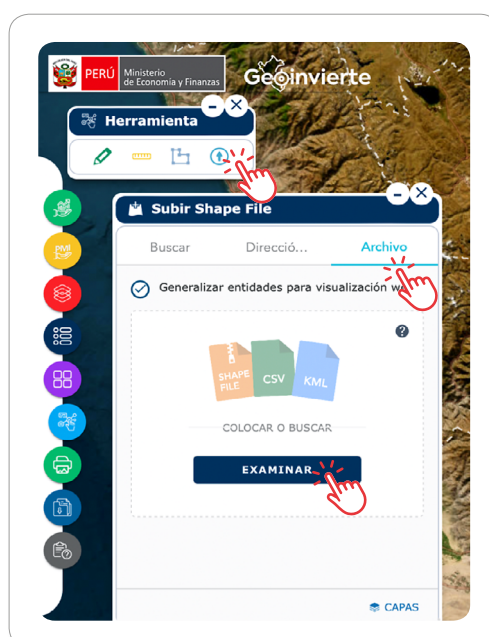 PERÚ
Ministerio
de Economía y Finanzas
Geoinvierte
Herramienta
Subir Shape File
Buscar
Direcció...
Archivo
Generalizar entidades para visualización w
SHAPE
FILE
CSV
KML
COLOCAR O BUSCAR
EXAMINAR
CAPAS
PMI